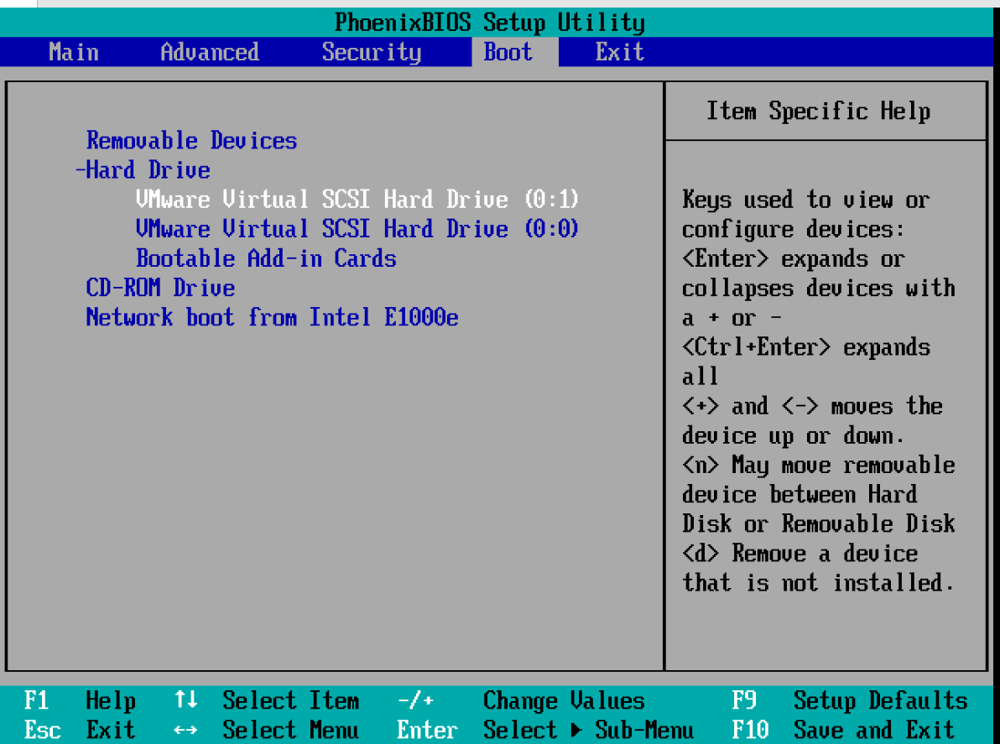 PhoenixBIOS Setup Utility
Main Advanced Security Boot Exit
Removable Devices
-Hard Drive
VMware Virtual SCSI Hard Drive (0:1)
VMware Virtual SCSI Hard Drive (0:0)
Bootable Add-in Cards
CD-ROM Drive
Network boot from Intel E1000e
Item Specific Help
Keys used to view or
configure devices:
<Enter> expands or
collapses devices with
a + or -
<Ctrl+Enter> expands
all
<+> and <-> moves the
device up or down.
<n> May move removable
device between Hard
Disk or Removable Disk
<d> Remove a device
that is not installed.
F1 Help ↑↓ Select Item -/+ Change Values F9 Setup Defaults
Esc Exit ↔ Select Menu Enter Select ▶ Sub-Menu F10 Save and Exit